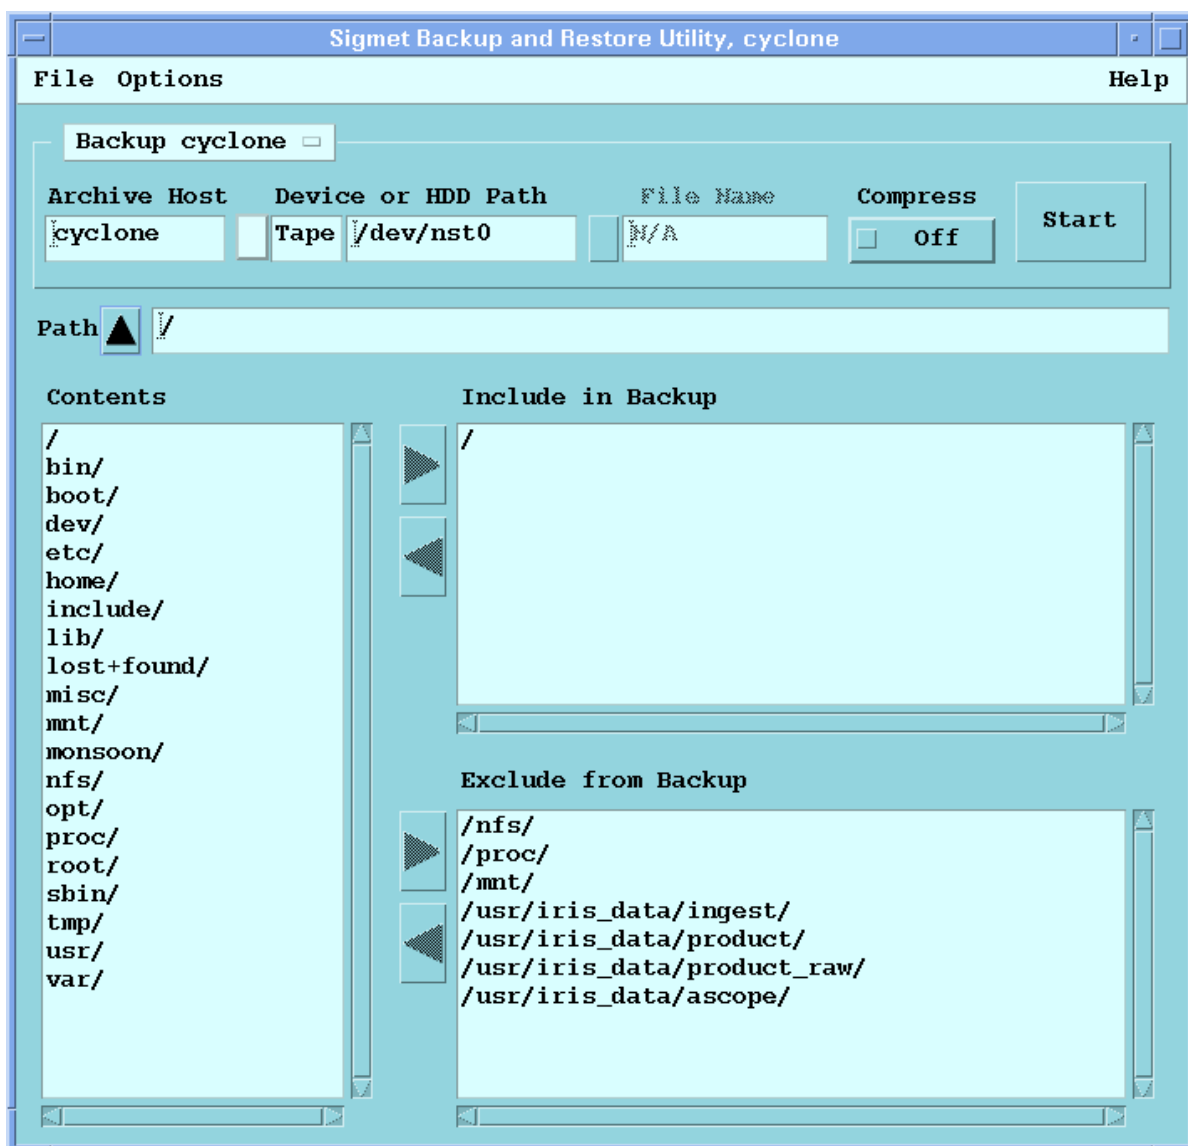 Sigmet Backup and Restore Utility, cyclone
File Options Help
Backup cyclone
Archive Host Device or HDD Path File Name Compress
cyclone Tape /dev/nst0 N/A Off Start
Path /
Contents
/
bin/
boot/
dev/
etc/
home/
include/
lib/
lost+found/
misc/
mnt/
monsoon/
nfs/
opt/
proc/
root/
sbin/
tmp/
usr/
var/
Include in Backup
/
Exclude from Backup
/nfs/
/proc/
/mnt/
/usr/iris_data/ingest/
/usr/iris_data/product/
/usr/iris_data/product_raw/
/usr/iris_data/ascope/